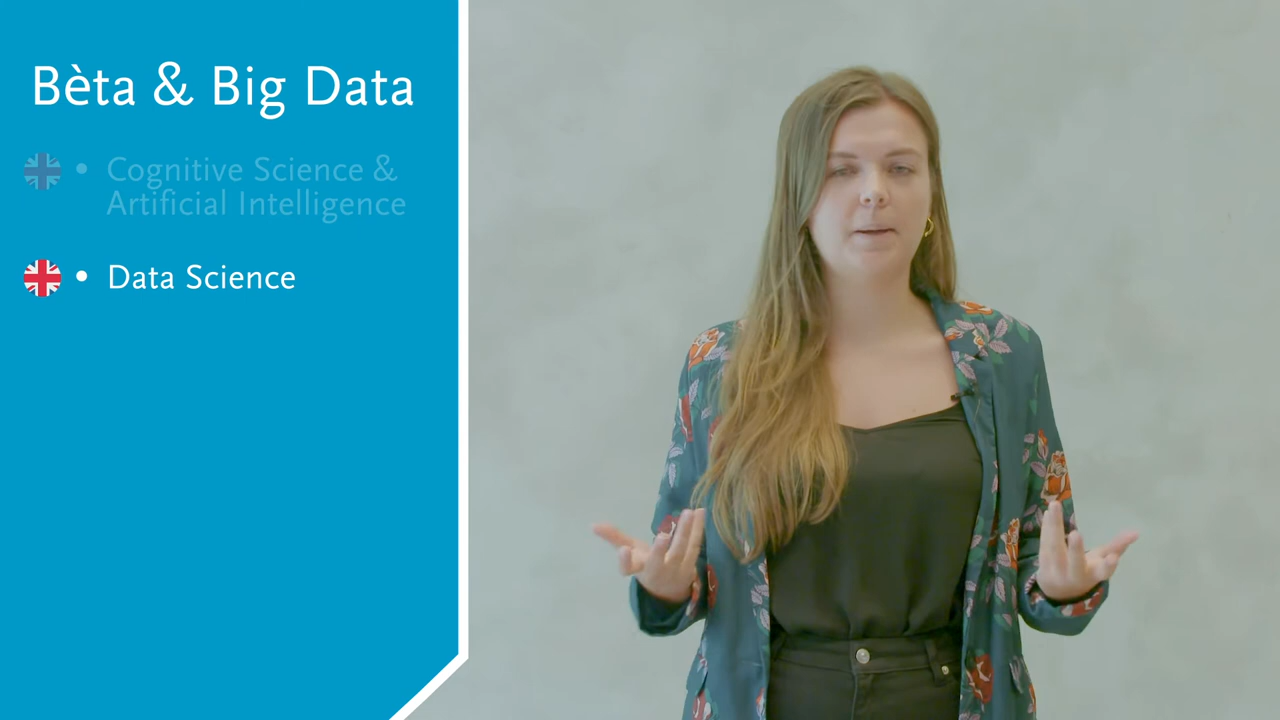 Bèta & Big Data
• Cognitive Science &
Artificial Intelligence
• Data Science